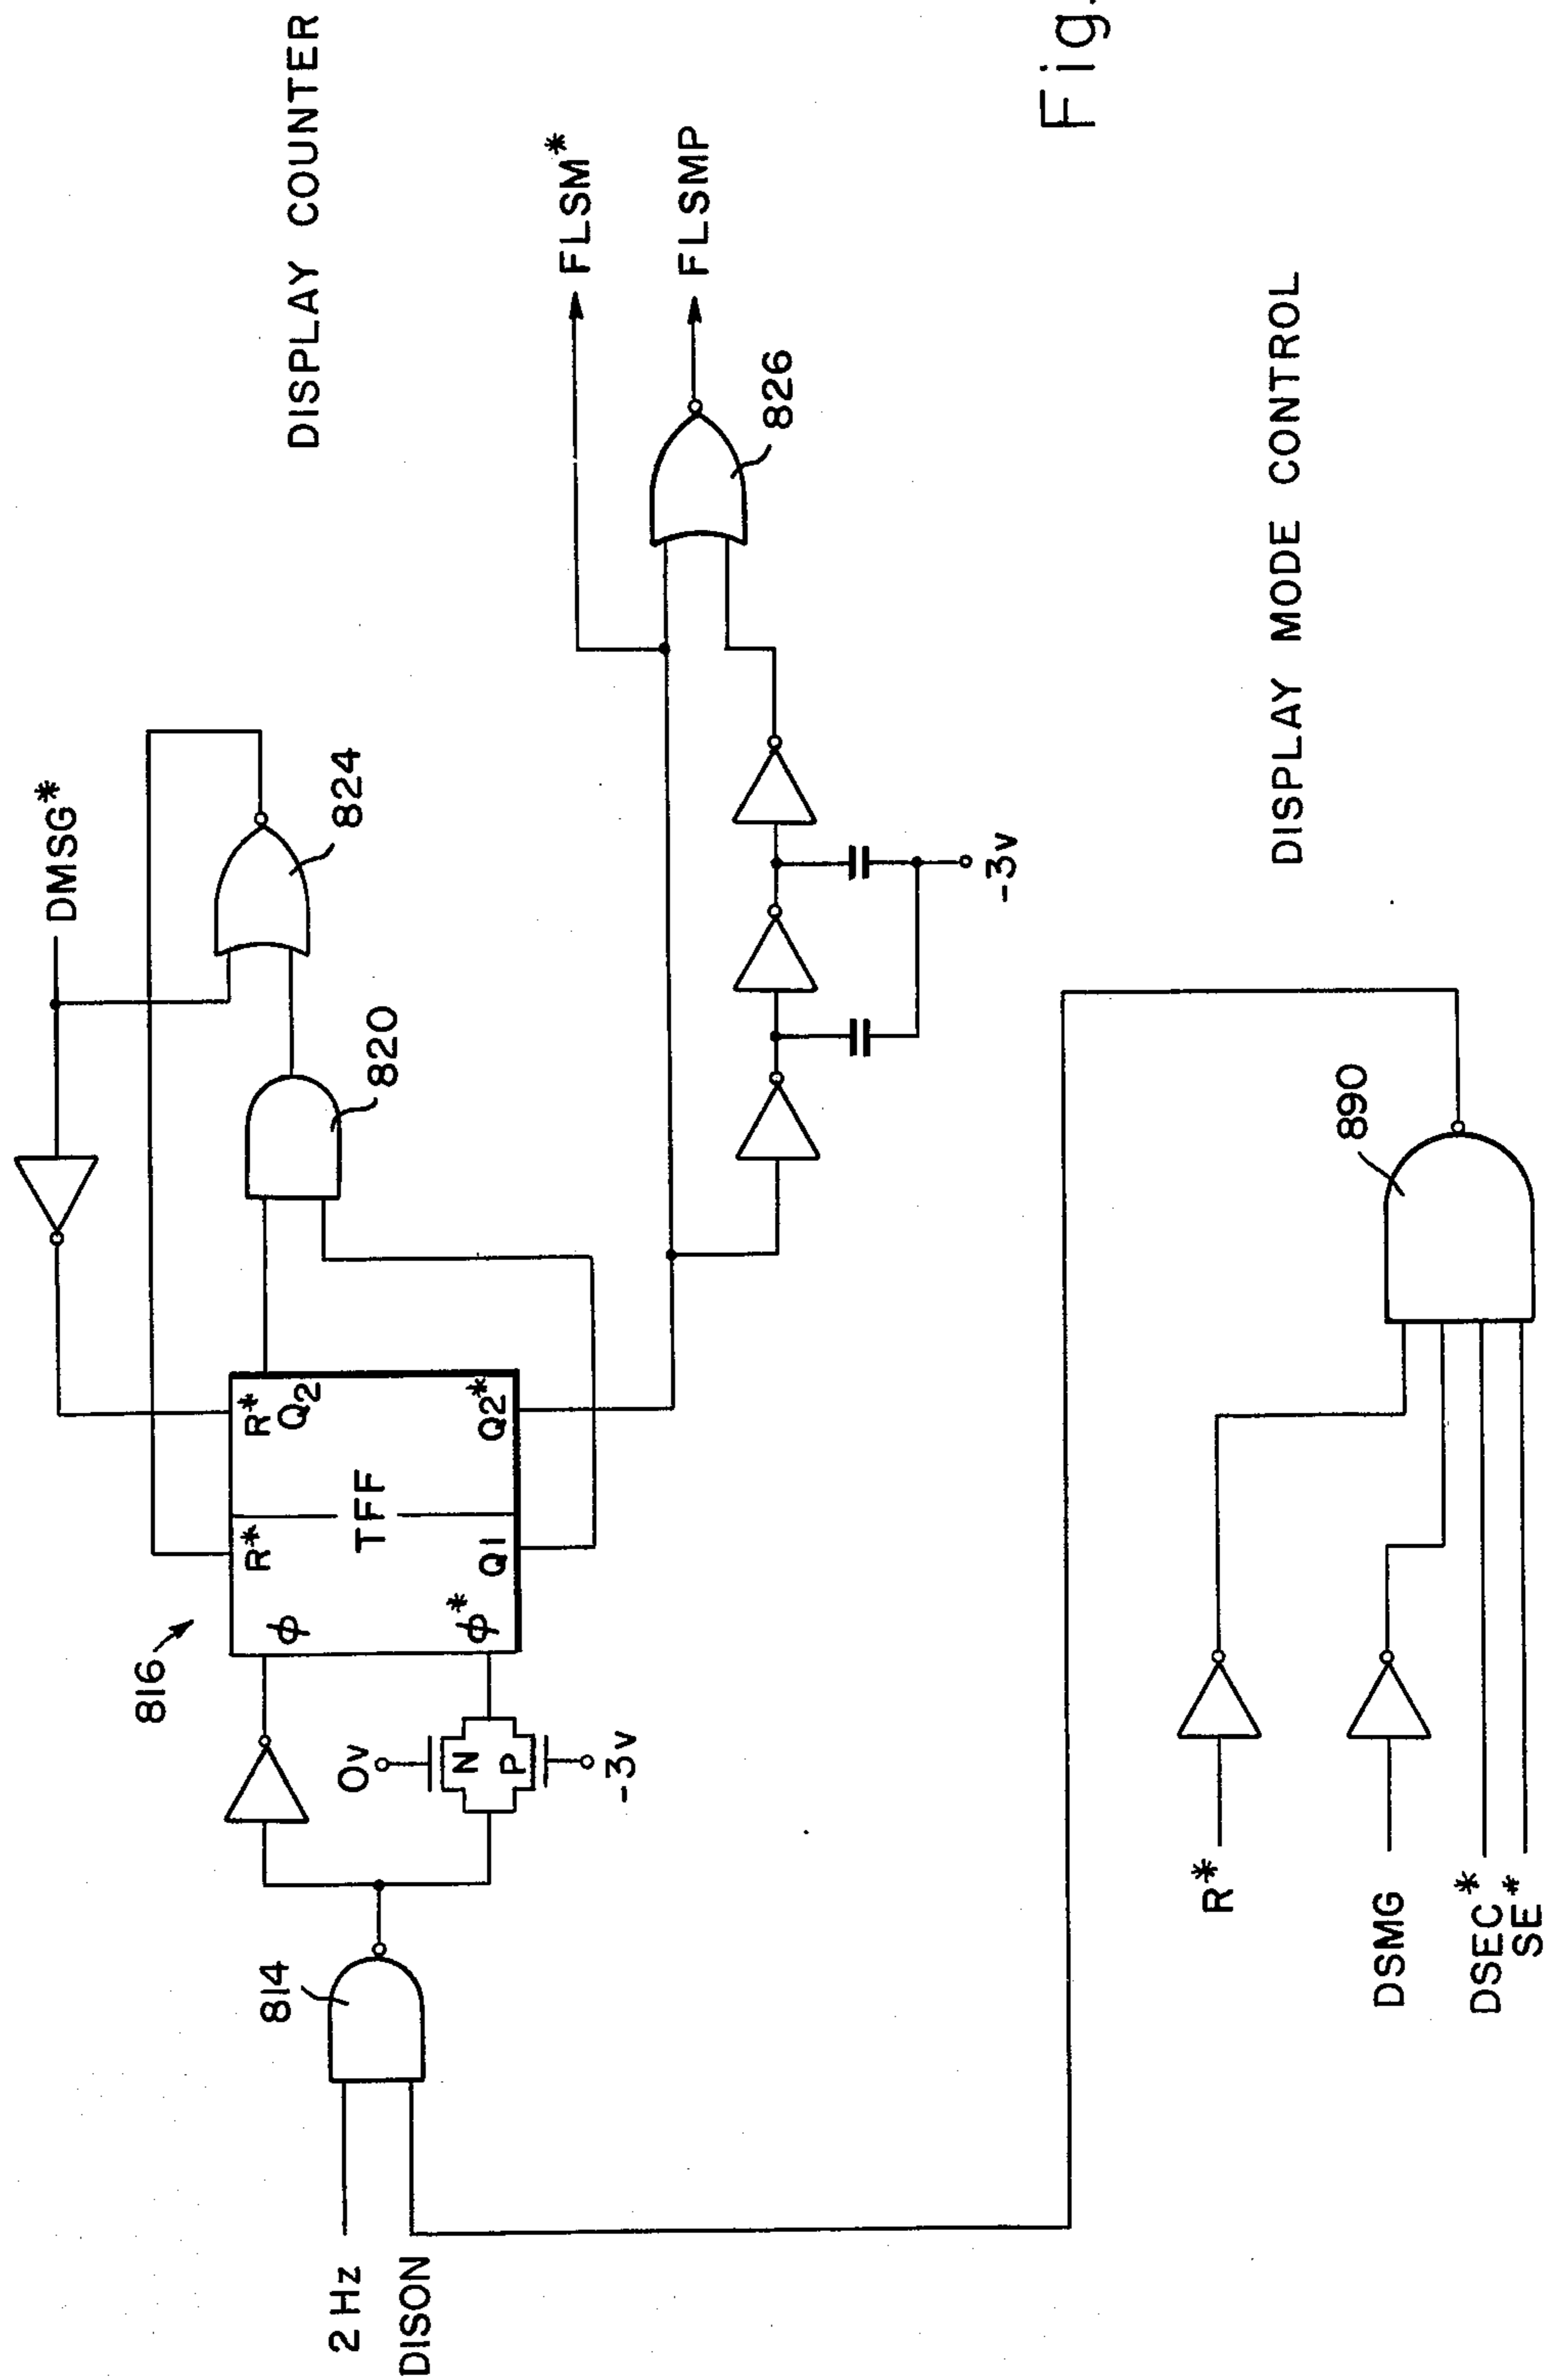 DISPLAY COUNTER
DMSG*
824
820
816
R*
R*
Q2
TFF
φ
φ*
Q1
Q2*
0v
N
P
-3v
814
2 Hz
DISON
FLSM*
FLSMP
826
-3v
Fig.
DISPLAY MODE CONTROL
890
R*
DSMG
DSEC*
SE*